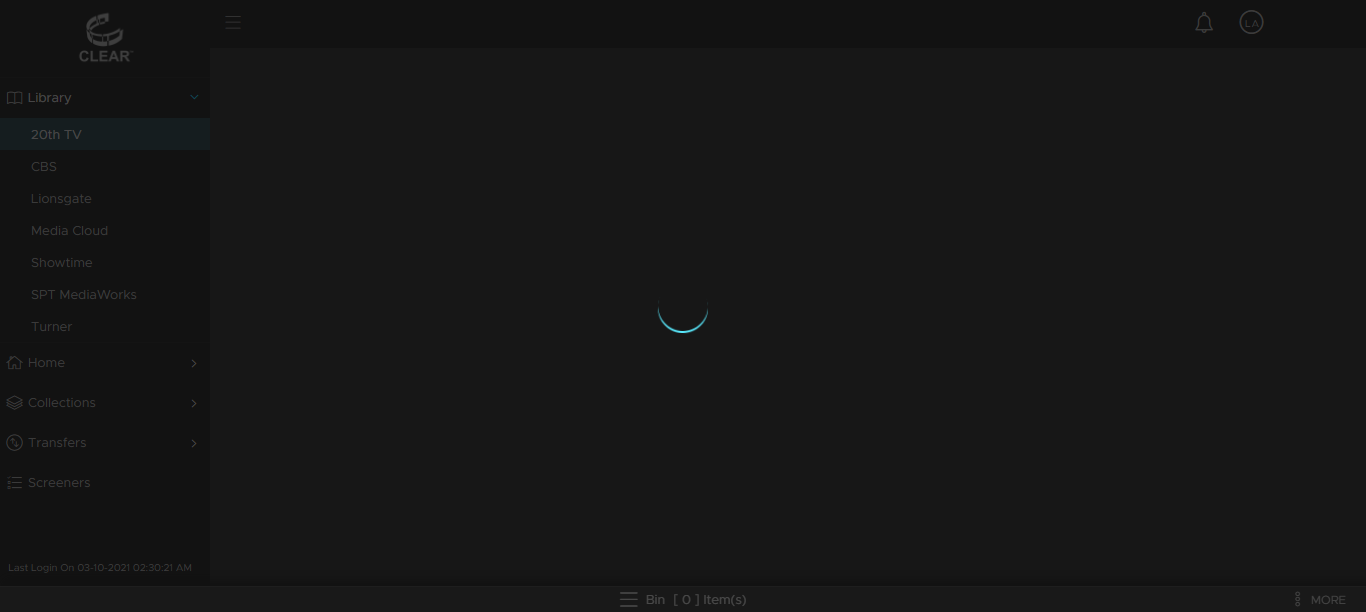 CLEAR
LA
Library
20th TV
CBS
Lionsgate
Media Cloud
Showtime
SPT MediaWorks
Turner
Home
Collections
Transfers
Screeners
Last Login On 03-10-2021 02:30:21 AM
Bin [ 0 ] Item(s)
MORE